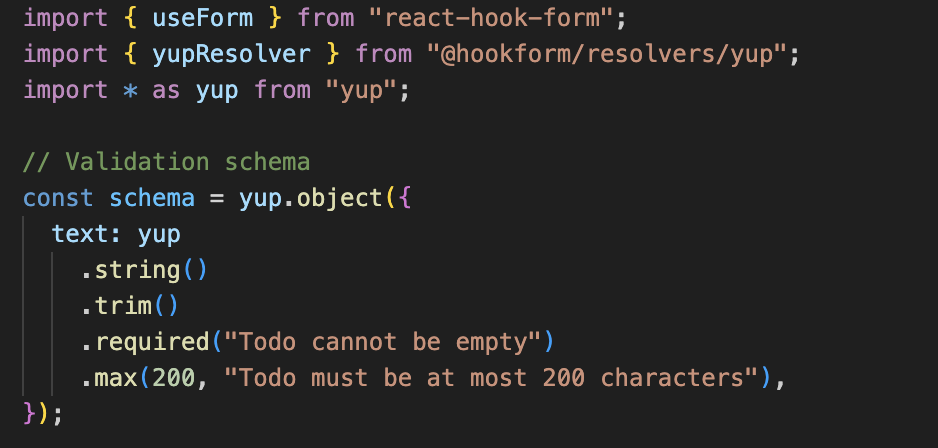 import { useForm } from "react-hook-form";
import { yupResolver } from "@hookform/resolvers/yup";
import * as yup from "yup";

// Validation schema
const schema = yup.object({
  text: yup
    .string()
    .trim()
    .required("Todo cannot be empty")
    .max(200, "Todo must be at most 200 characters"),
});